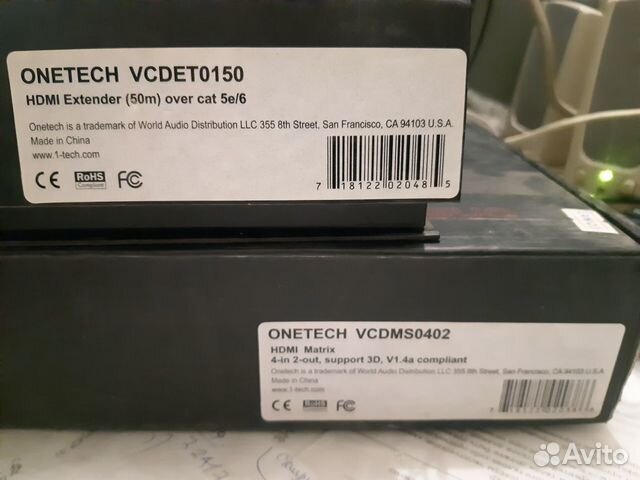 ONETECH VCDET0150
HDMI Extender (50m) over cat 5e/6
Onetech is a trademark of World Audio Distribution LLC 355 8th Street, San Francisco, CA 94103 U.S.A.
Made in China
www.1-tech.com
CE RoHS Compliant FC
7 18122 02048 5
ONETECH VCDMS0402
HDMI Matrix
4-in 2-out, support 3D, V1.4a compliant
Onetech is a trademark of World Audio Distribution LLC 355 8th Street, San Francisco, CA 94103 U.S.A.
Made in China
www.1-tech.com
CE RoHS FC
Avito